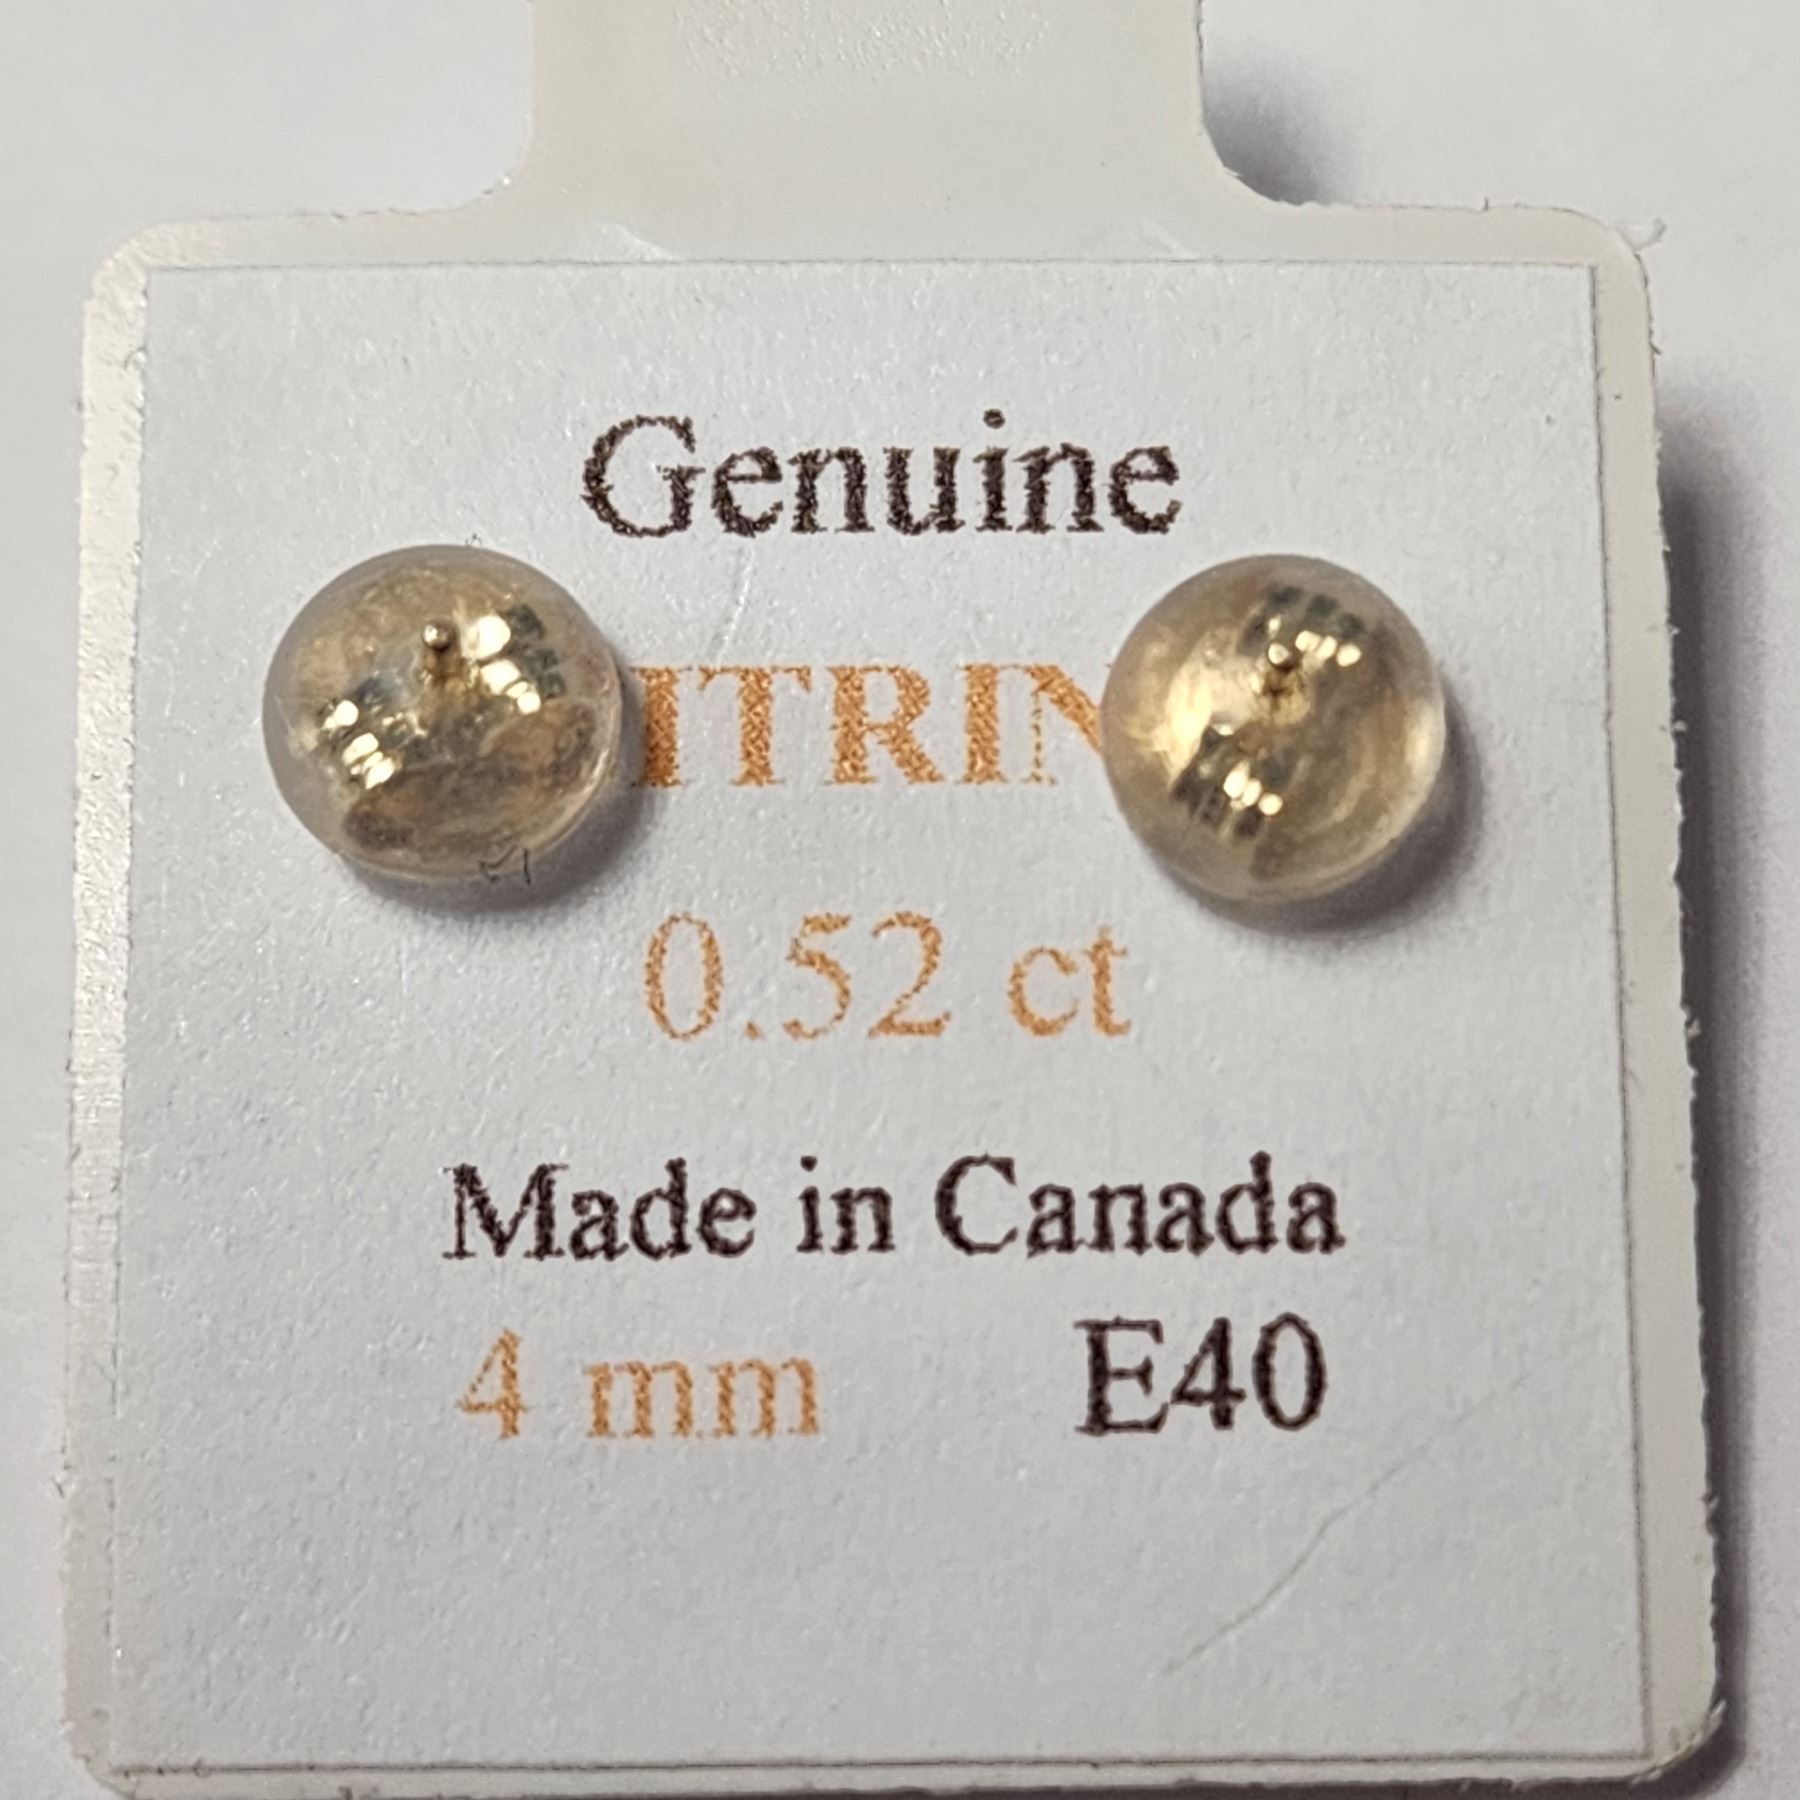 Genuine
ITRIN
0.52 ct
Made in Canada
4 mm E40